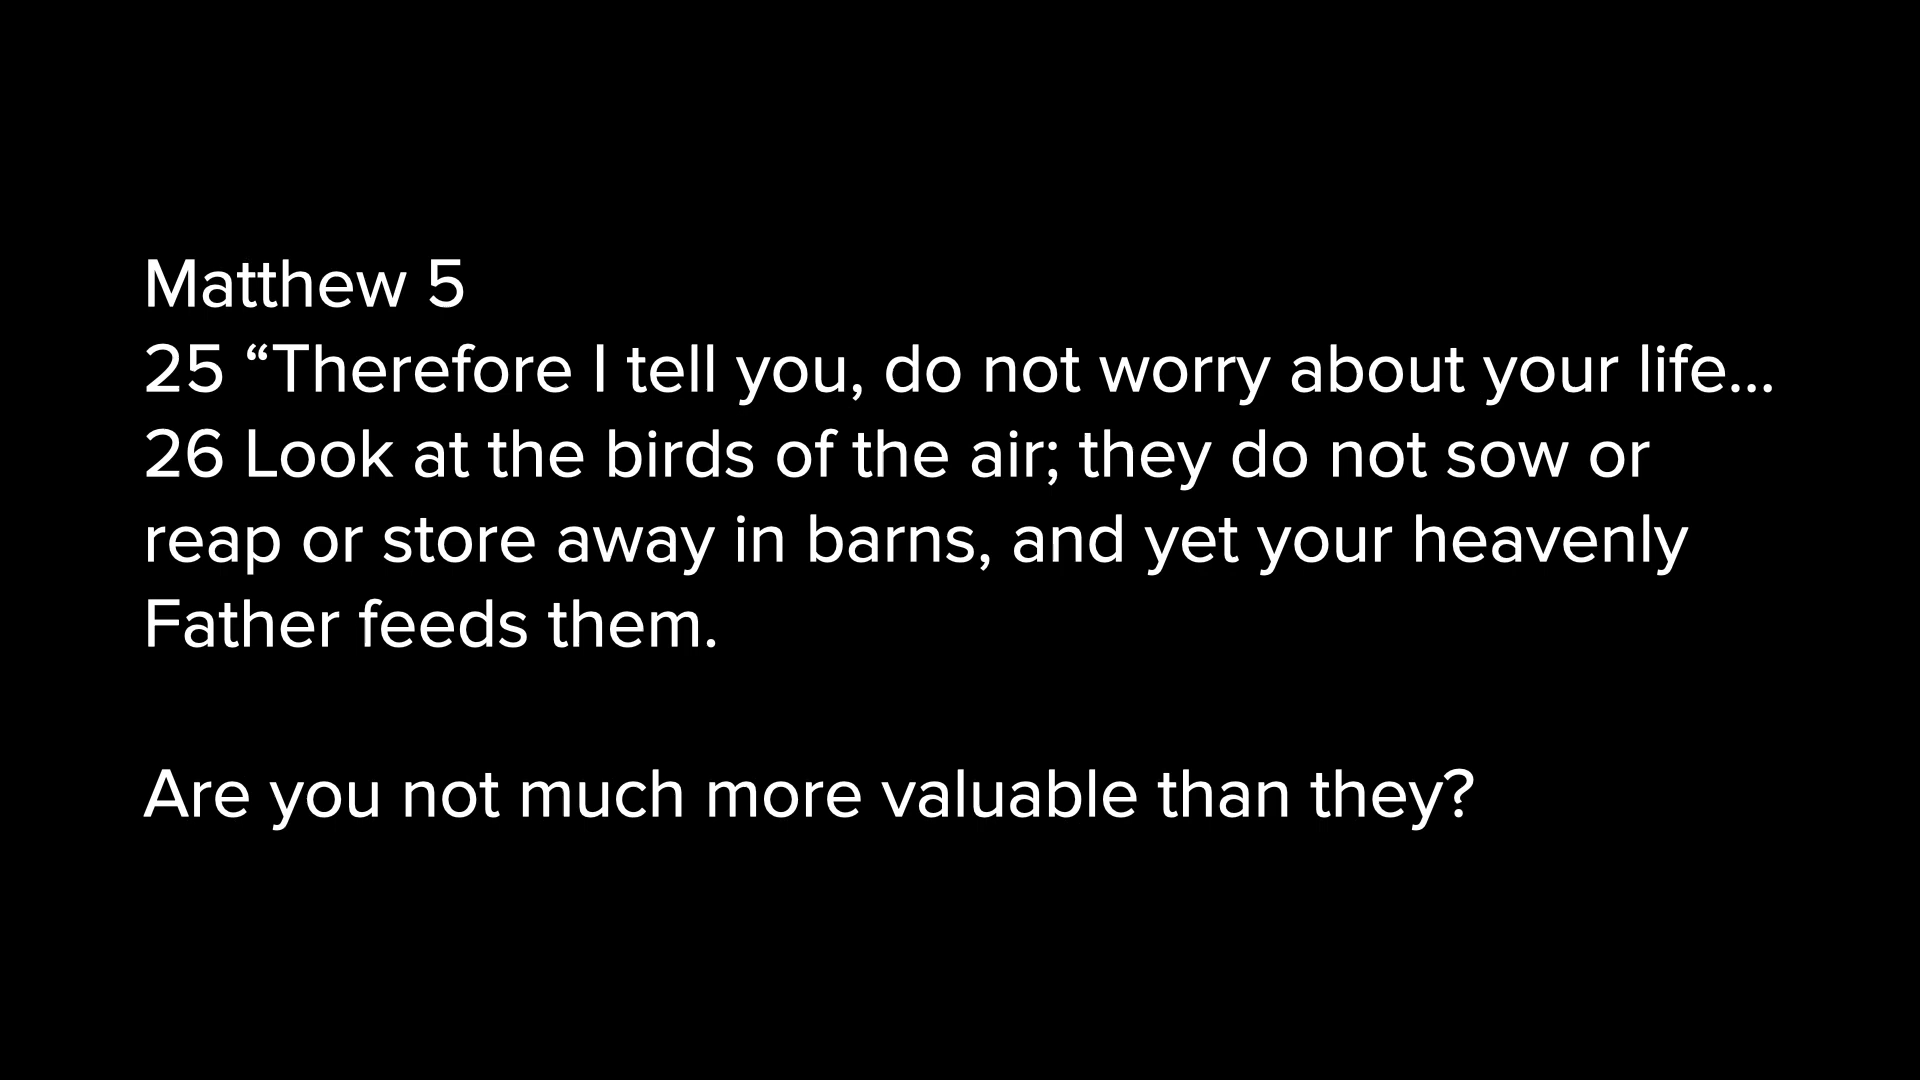 Matthew 5
25 “Therefore I tell you, do not worry about your life...
26 Look at the birds of the air; they do not sow or
reap or store away in barns, and yet your heavenly
Father feeds them.
Are you not much more valuable than they?